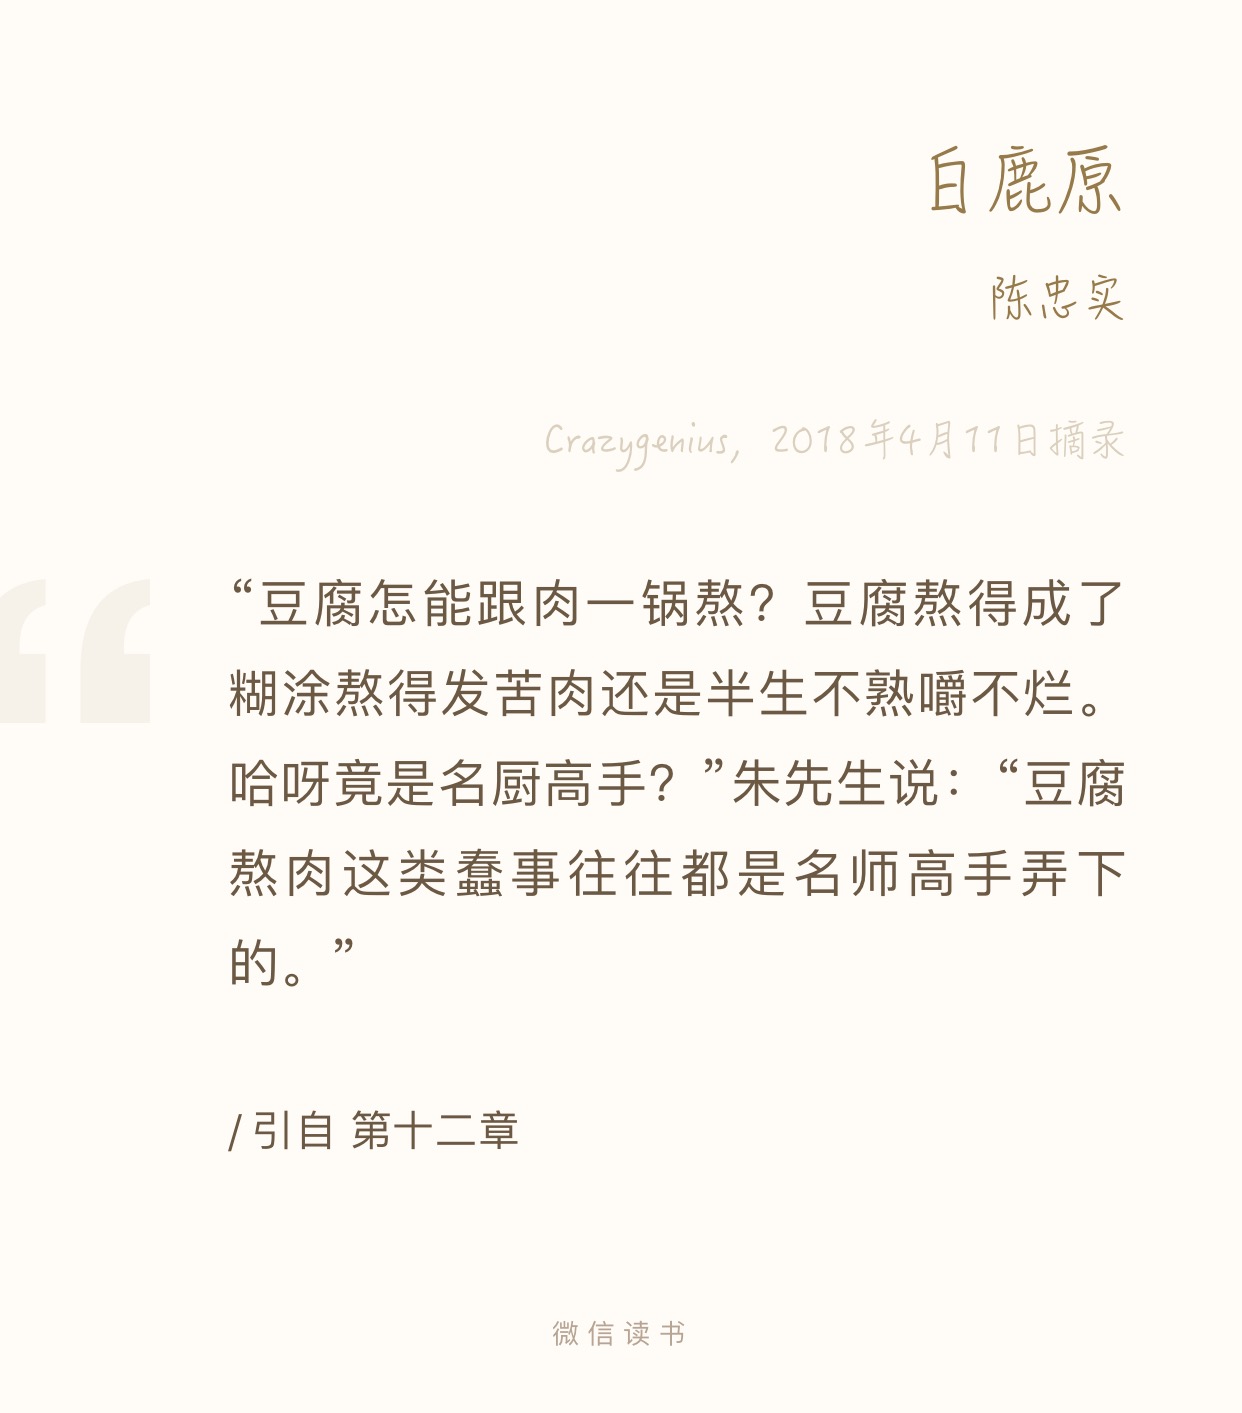 白鹿原
陈忠实
Crazygenius, 2018年4月11日摘录
“豆腐怎能跟肉一锅熬？豆腐熬得成了
糊涂熬得发苦肉还是半生不熟嚼不烂。
哈呀竟是名厨高手？”朱先生说：“豆腐
熬肉这类蠢事往往都是名师高手弄下
的。”
/ 引自 第十二章
微信读书